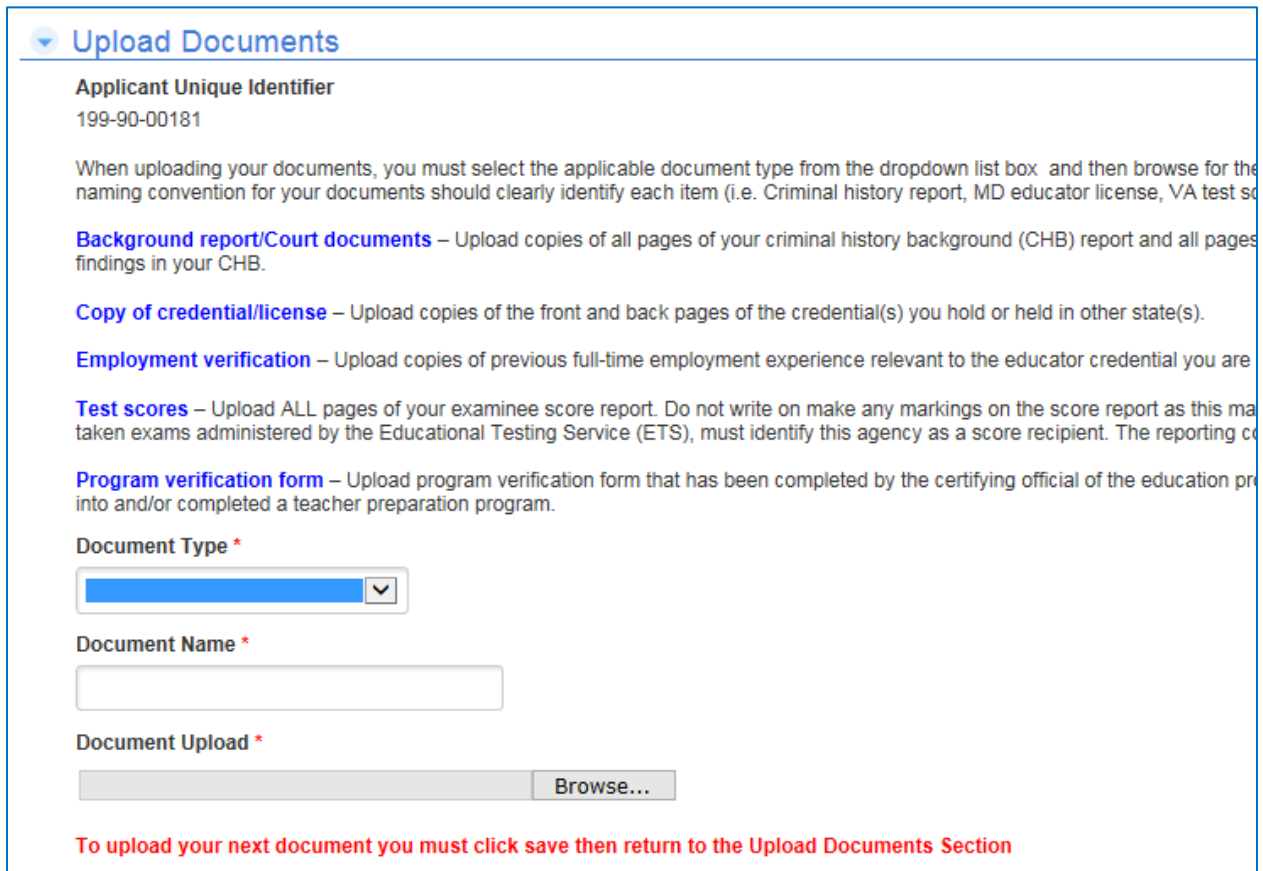 Upload Documents
Applicant Unique Identifier
199-90-00181
When uploading your documents, you must select the applicable document type from the dropdown list box and then browse for the
naming convention for your documents should clearly identify each item (i.e. Criminal history report, MD educator license, VA test
Background report/Court documents – Upload copies of all pages of your criminal history background (CHB) report and all pages
findings in your CHB.
Copy of credential/license – Upload copies of the front and back pages of the credential(s) you hold or held in other state(s).
Employment verification – Upload copies of previous full-time employment experience relevant to the educator credential you are
Test scores – Upload ALL pages of your examinee score report. Do not write on make any markings on the score report as this
taken exams administered by the Educational Testing Service (ETS), must identify this agency as a score recipient. The reporting
Program verification form – Upload program verification form that has been completed by the certifying official of the education
into and/or completed a teacher preparation program.
Document Type *
Document Name *
Document Upload *
Browse...
To upload your next document you must click save then return to the Upload Documents Section